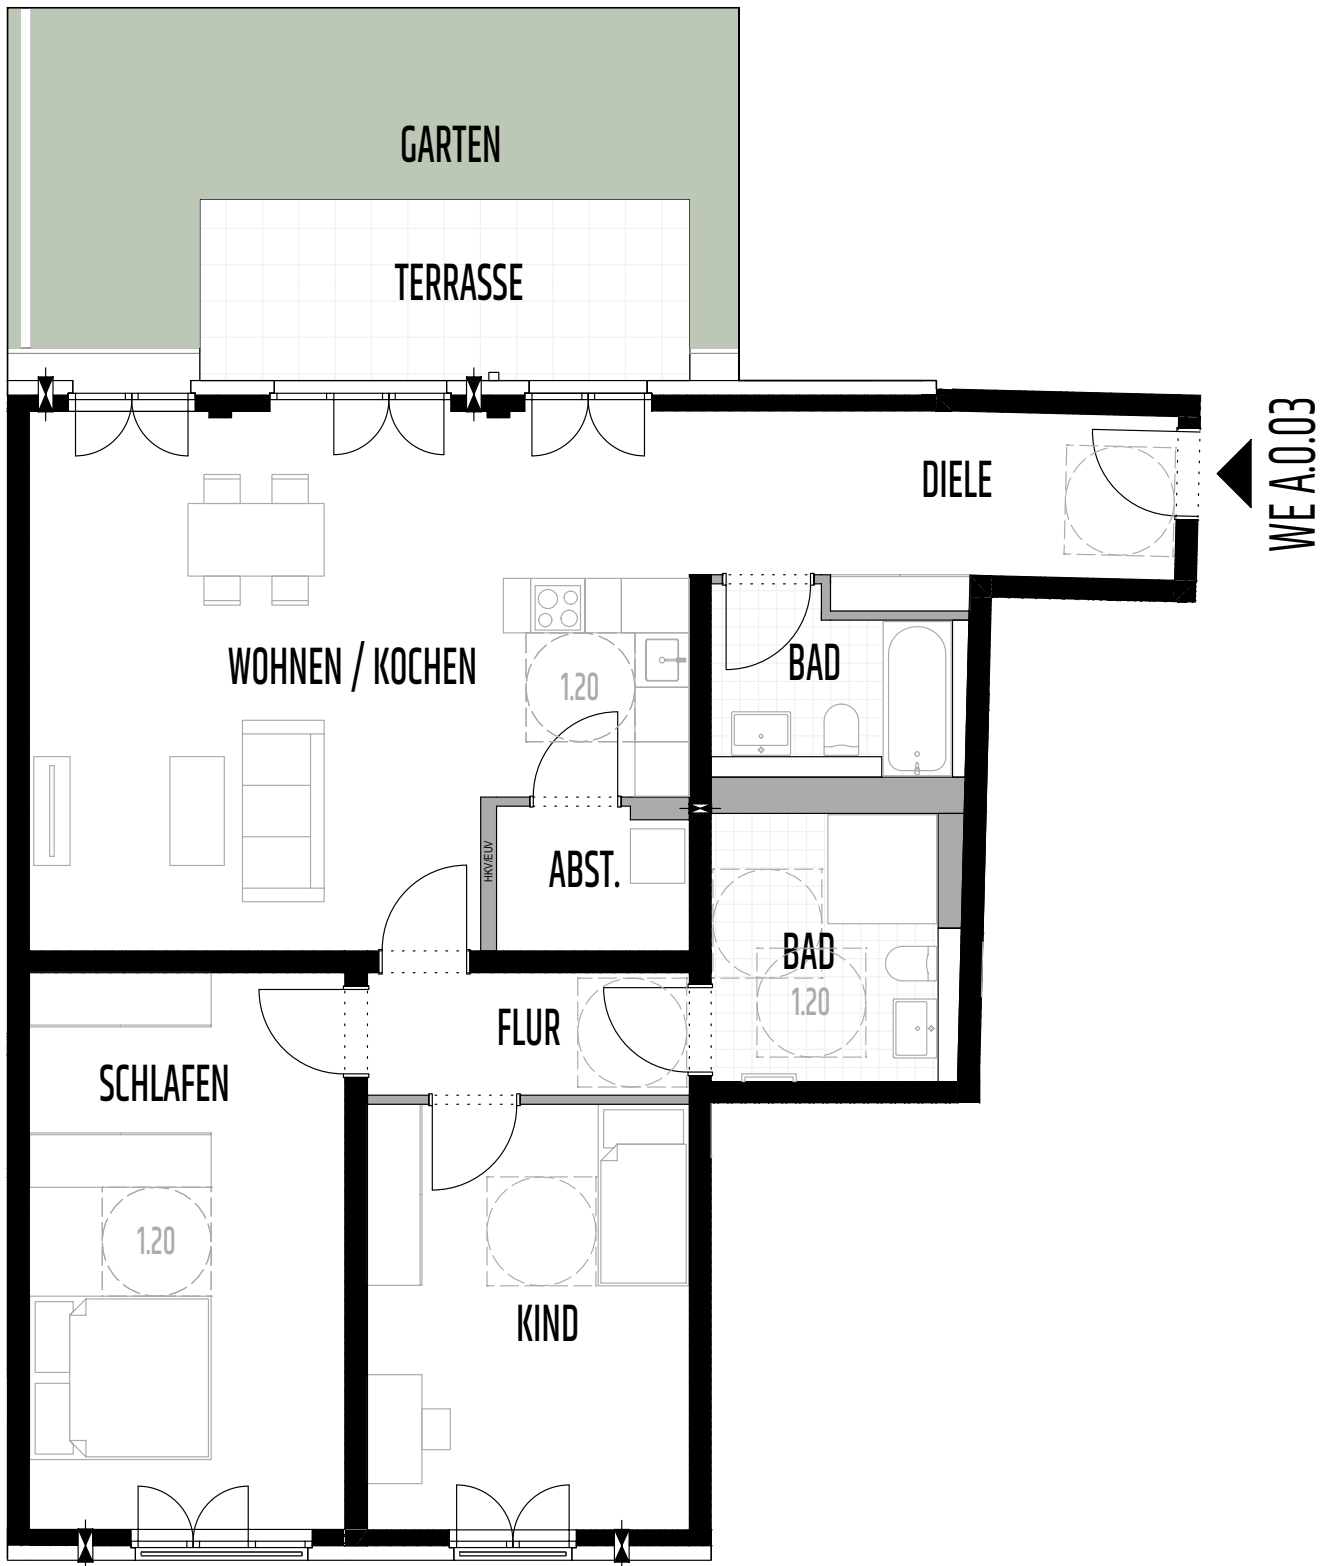 GARTEN
TERRASSE
DIELE
WE A.0.03
WOHNEN / KOCHEN
1.20
BAD
HKV/EUV
ABST.
BAD
1.20
FLUR
SCHLAFEN
1.20
KIND